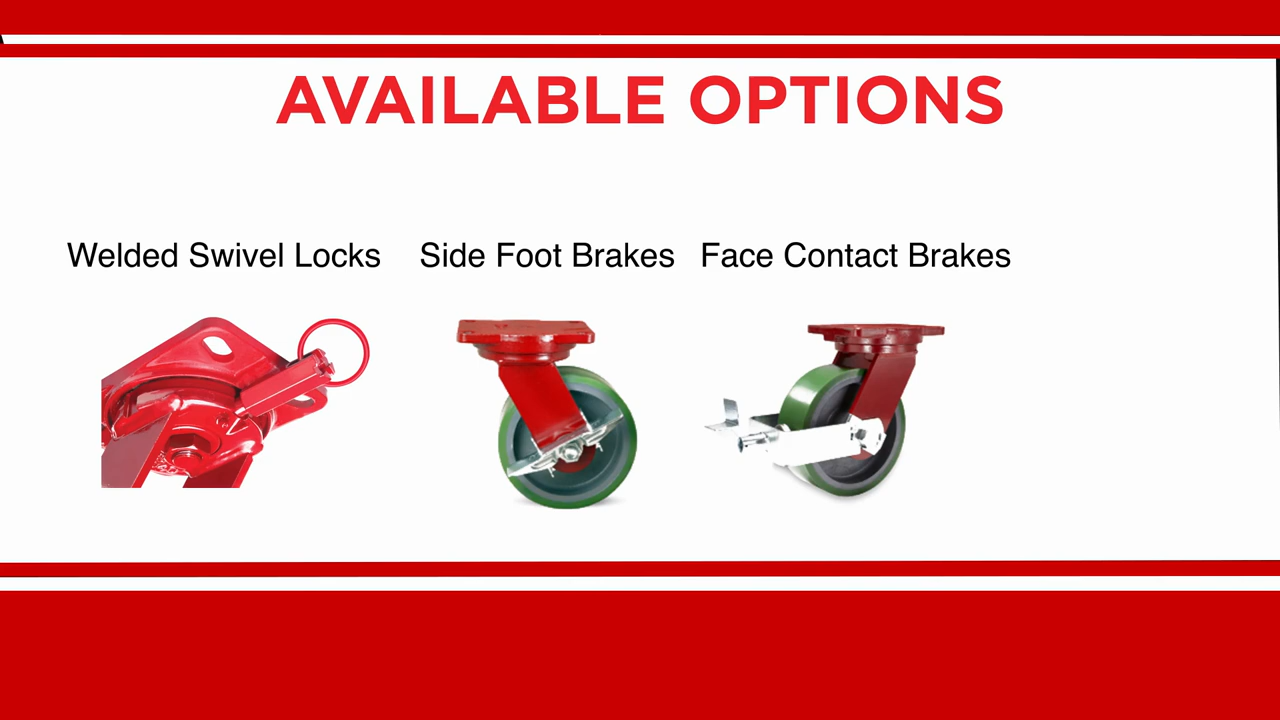 AVAILABLE OPTIONS
Welded Swivel Locks
Side Foot Brakes
Face Contact Brakes